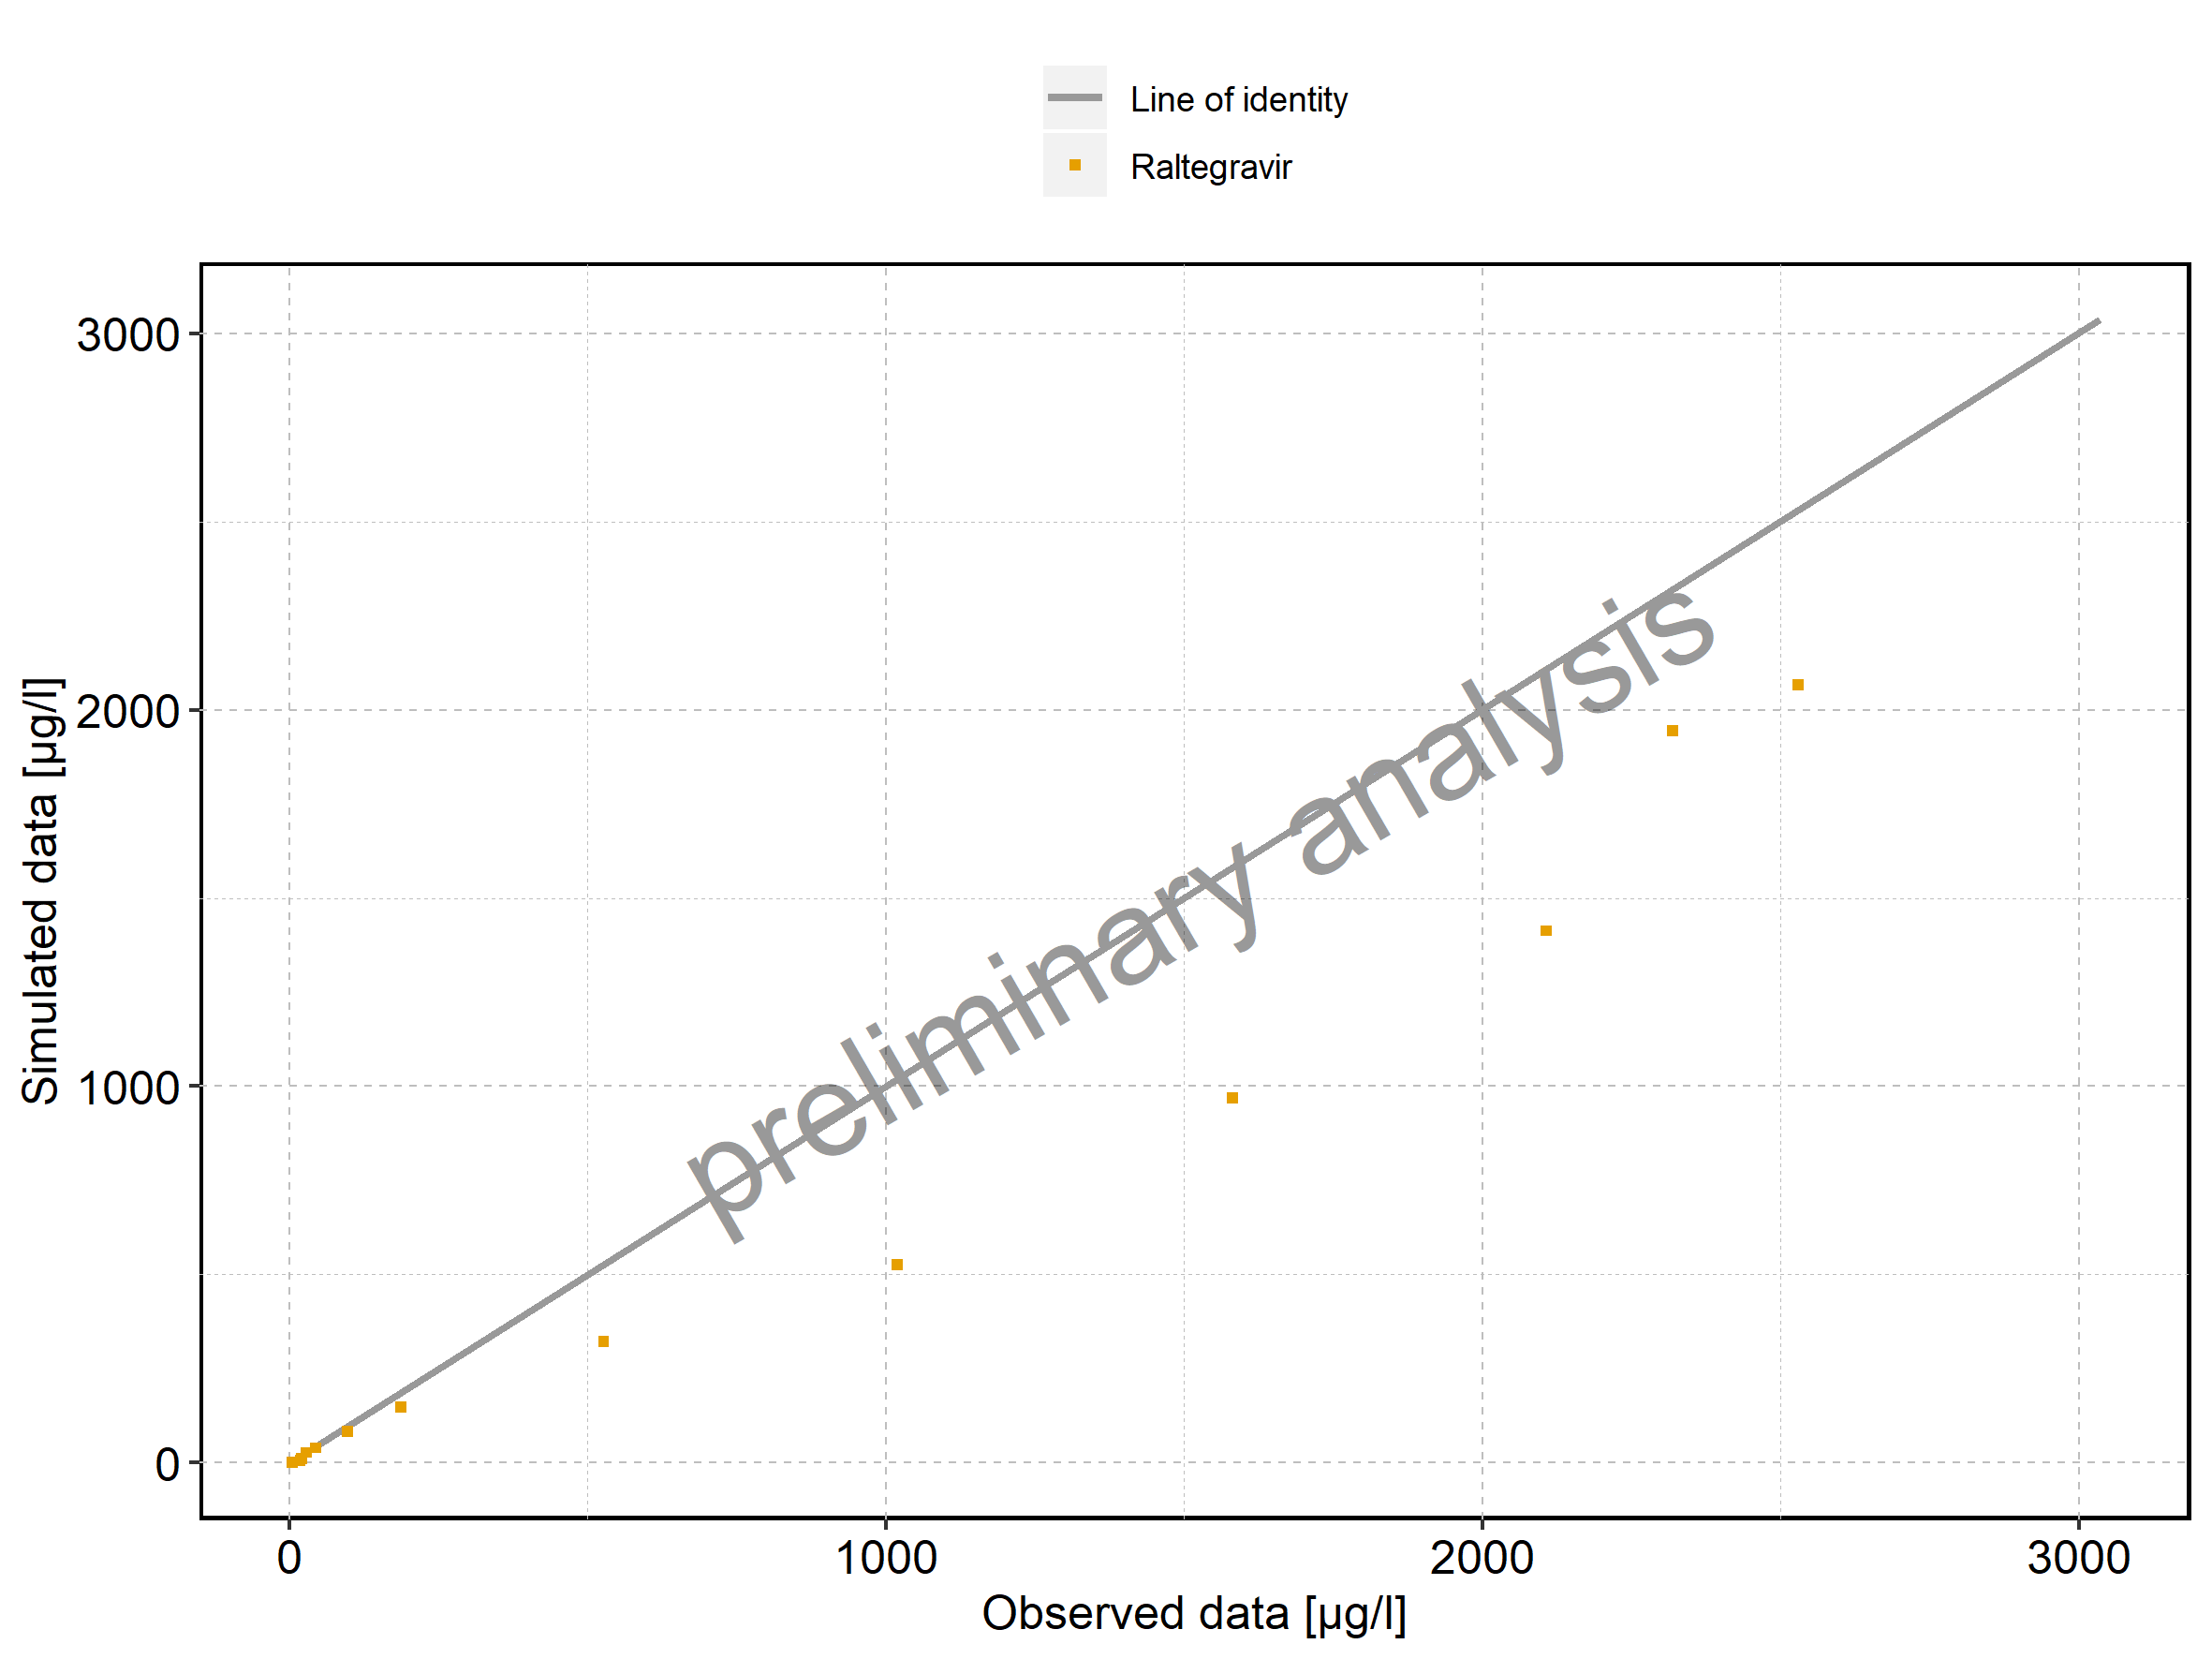 Line of identity
Raltegravir
Simulated data [µg/l]
3000
2000
1000
0
preliminary analysis
0 1000 2000 3000
Observed data [µg/l]